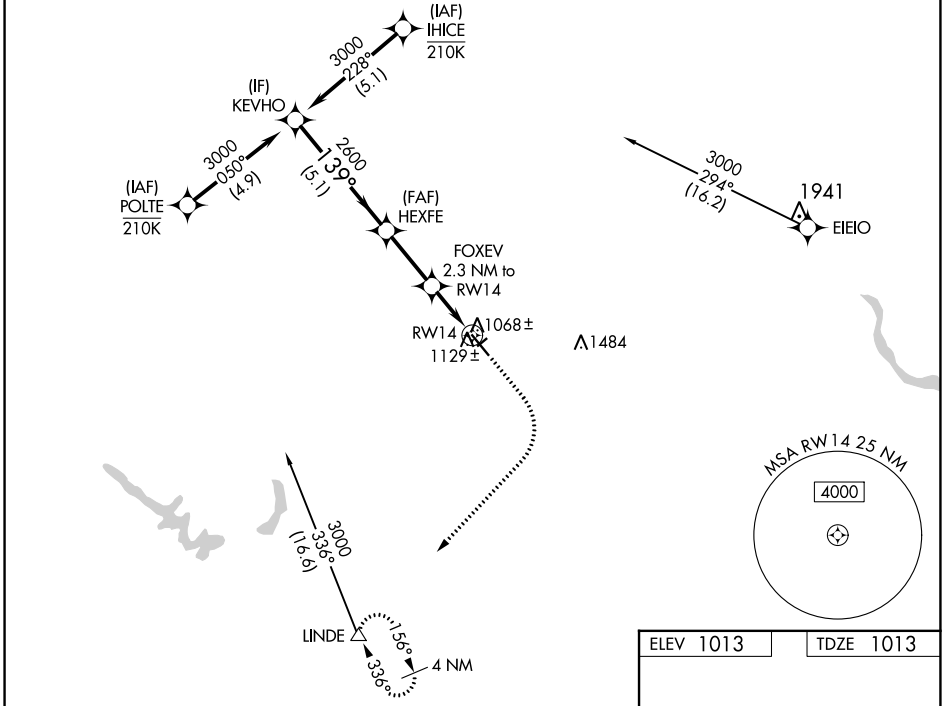 (IAF)
IHICE
210K
3000
228°
(5.1)
(IF)
KEVHO
3000
050°
(4.9)
(IAF)
POLTE
210K
2600
139°
(5.1)
(FAF)
HEXFE
3000
294°
(16.2)
1941
EIEIO
FOXEV
2.3 NM to
RW14
RW14
1068±
1129±
1484
MSA RW14 25 NM
4000
3000
336°
(16.6)
LINDE
156°
336°
4 NM
ELEV 1013
TDZE 1013